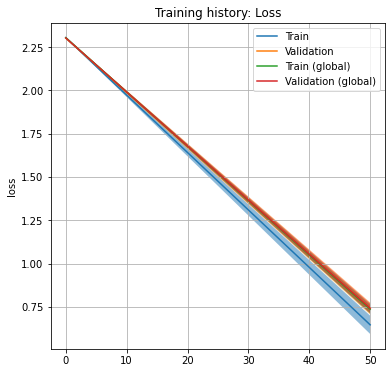 Training history: Loss
Train
Validation
Train (global)
Validation (global)
loss
2.25
2.00
1.75
1.50
1.25
1.00
0.75
0 10 20 30 40 50